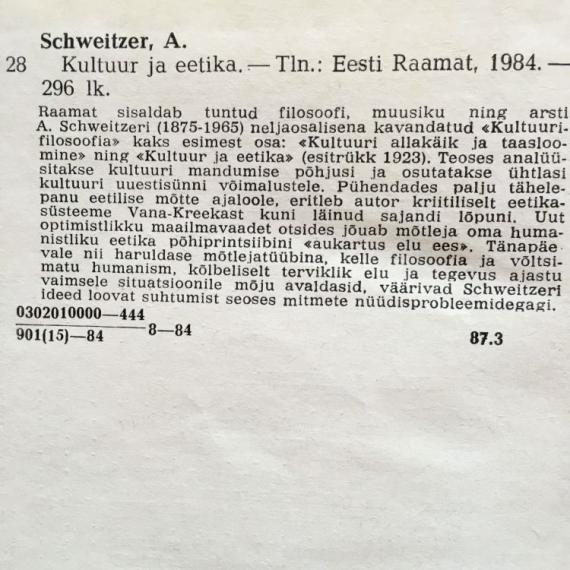 Schweitzer, A.
28 Kultuur ja eetika. — Tln.: Eesti Raamat, 1984. —
296 lk.
Raamat sisaldab tuntud filosoofi, muusiku ning arsti
A. Schweitzeri (1875-1965) neljaosalisena kavandatud «Kultuuri-
filosoofia» kaks esimest osa: «Kultuuri allakäik ja taasloo-
mine» ning «Kultuur ja eetika» (esitrükk 1923). Teoses analüü-
sitakse kultuuri mandumise põhjusi ja osutatakse ühtlasi
kultuuri uuestisünni võimalustele. Pühendades palju tähele-
panu eetilise mõtte ajaloole, eritleb autor kriitiliselt eetika-
süsteeme Vana-Kreekast kuni läinud sajandi lõpuni. Uut
optimistlikku maailmavaadet otsides jõuab mõtleja oma huma-
nistliku eetika põhiprintsiibini «aukartus elu ees». Tänapäe-
vale nii haruldase mõtlejatüübina, kelle filosoofia ja võltsi-
matu humanism, kõlbeliselt terviklik elu ja tegevus ajastu
vaimsele situatsioonile mõju avaldasid, väärivad Schweitzeri
ideed loovat suhtumist seoses mitmete nüüdisprobleemidegagi.
0302010000—444
901(15)—84 8—84
87.3